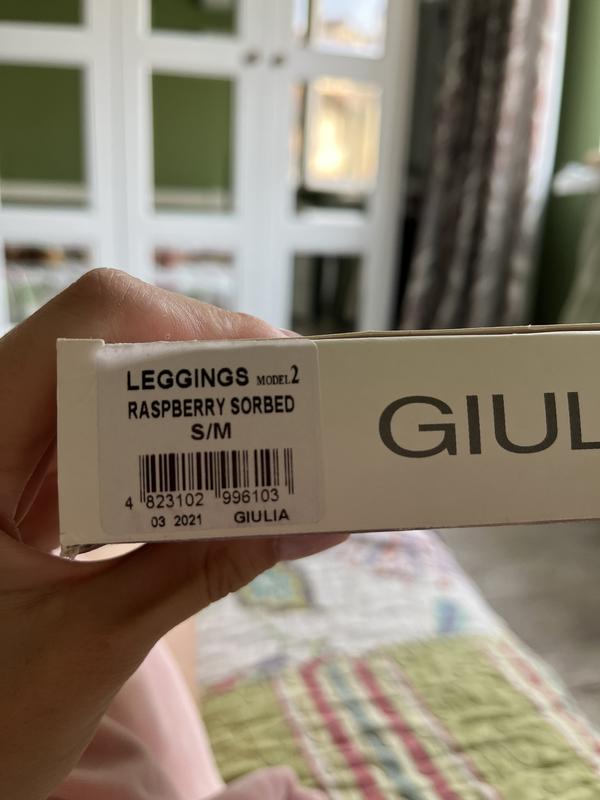 LEGGINGS MODEL 2
RASPBERRY SORBED
S/M
4 823102 996103
03 2021 GIULIA
GIUL